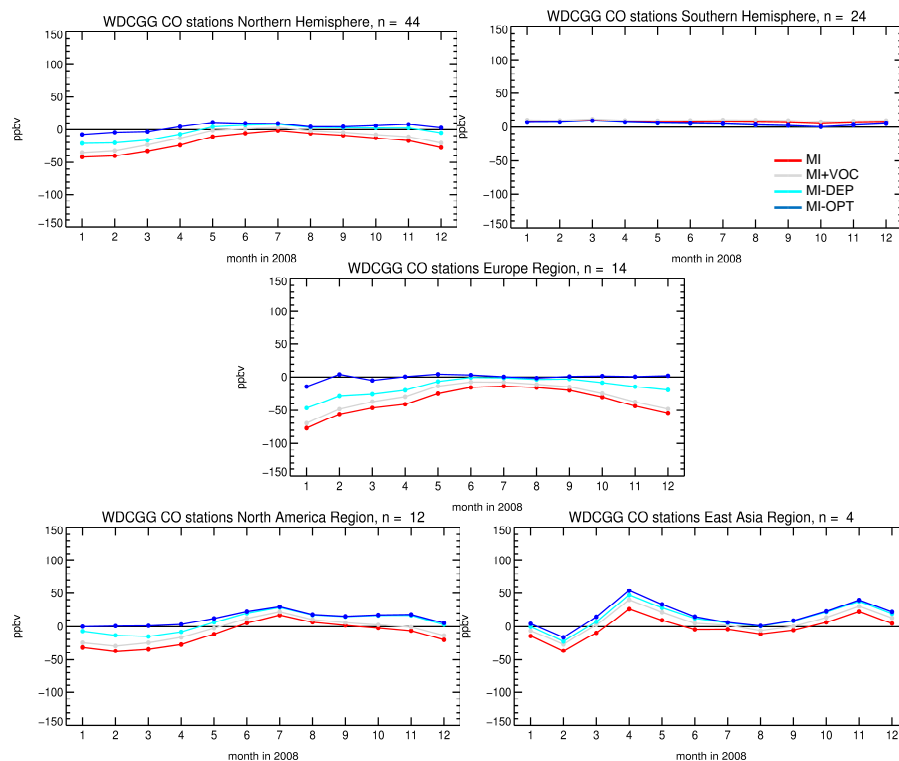 WDCGG CO stations Northern Hemisphere, n = 44
150
100
50
0
−50
−100
−150
ppbv
1 2 3 4 5 6 7 8 9 10 11 12
month in 2008
WDCGG CO stations Southern Hemisphere, n = 24
150
100
50
0
−50
−100
−150
ppbv
MI
MI+VOC
MI-DEP
MI-OPT
1 2 3 4 5 6 7 8 9 10 11 12
month in 2008
WDCGG CO stations Europe Region, n = 14
150
100
50
0
−50
−100
−150
ppbv
1 2 3 4 5 6 7 8 9 10 11 12
month in 2008
WDCGG CO stations North America Region, n = 12
150
100
50
0
−50
−100
−150
ppbv
1 2 3 4 5 6 7 8 9 10 11 12
month in 2008
WDCGG CO stations East Asia Region, n = 4
150
100
50
0
−50
−100
−150
ppbv
1 2 3 4 5 6 7 8 9 10 11 12
month in 2008